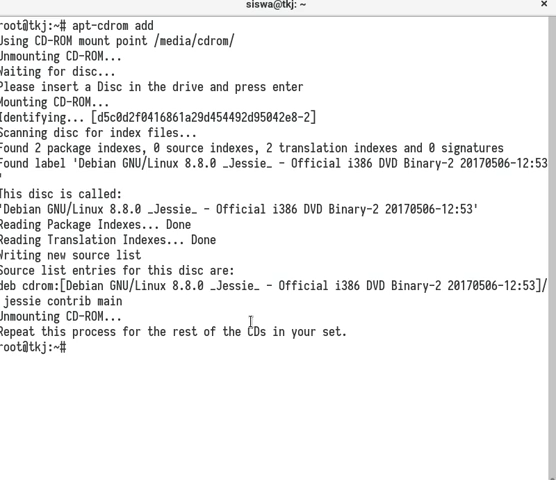 siswa@tkj: ~
root@tkj:~# apt-cdrom add
Using CD-ROM mount point /media/cdrom/
Unmounting CD-ROM...
Waiting for disc...
Please insert a Disc in the drive and press enter
Mounting CD-ROM...
Identifying... [d5c0d2f0416861a29d454492d95042e8-2]
Scanning disc for index files...
Found 2 package indexes, 0 source indexes, 2 translation indexes and 0 signatures
Found label 'Debian GNU/Linux 8.8.0 _Jessie_ - Official i386 DVD Binary-2 20170506-12:53
'
This disc is called:
'Debian GNU/Linux 8.8.0 _Jessie_ - Official i386 DVD Binary-2 20170506-12:53'
Reading Package Indexes... Done
Reading Translation Indexes... Done
Writing new source list
Source list entries for this disc are:
deb cdrom:[Debian GNU/Linux 8.8.0 _Jessie_ - Official i386 DVD Binary-2 20170506-12:53]/
 jessie contrib main
Unmounting CD-ROM...
Repeat this process for the rest of the CDs in your set.
root@tkj:~#